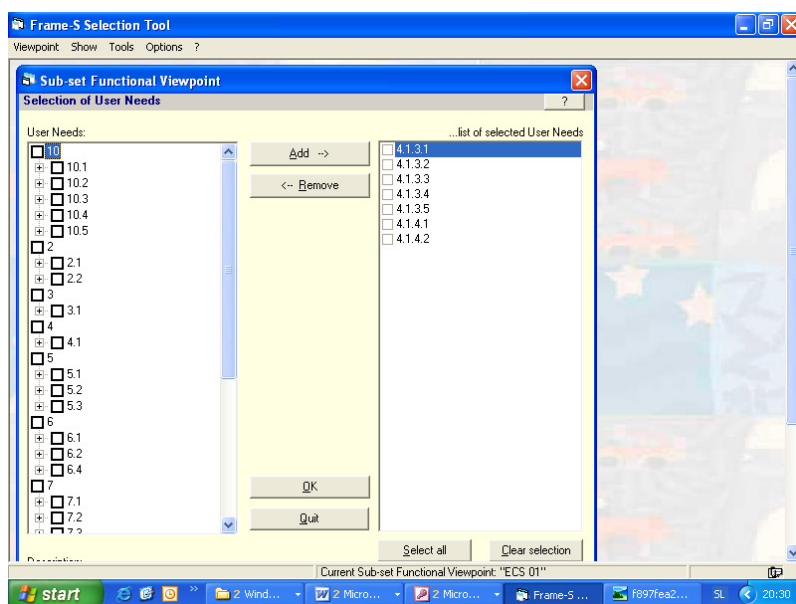 Frame-S Selection Tool
Viewpoint Show Tools Options ?
Sub-set Functional Viewpoint
Selection of User Needs ?
User Needs: ...list of selected User Needs
10
10.1
10.2
10.3
10.4
10.5
2
2.1
2.2
3
3.1
4
4.1
5
5.1
5.2
5.3
6
6.1
6.2
6.4
7
7.1
7.2
7.3
Add -->
<-- Remove
OK
Quit
4.1.3.1
4.1.3.2
4.1.3.3
4.1.3.4
4.1.3.5
4.1.4.1
4.1.4.2
Select all Clear selection
Description:
Current Sub-set Functional Viewpoint: "ECS 01"
start 2 Wind... 2 Micro... 2 Micro... Frame-S ... f897fea2... SL 20:30